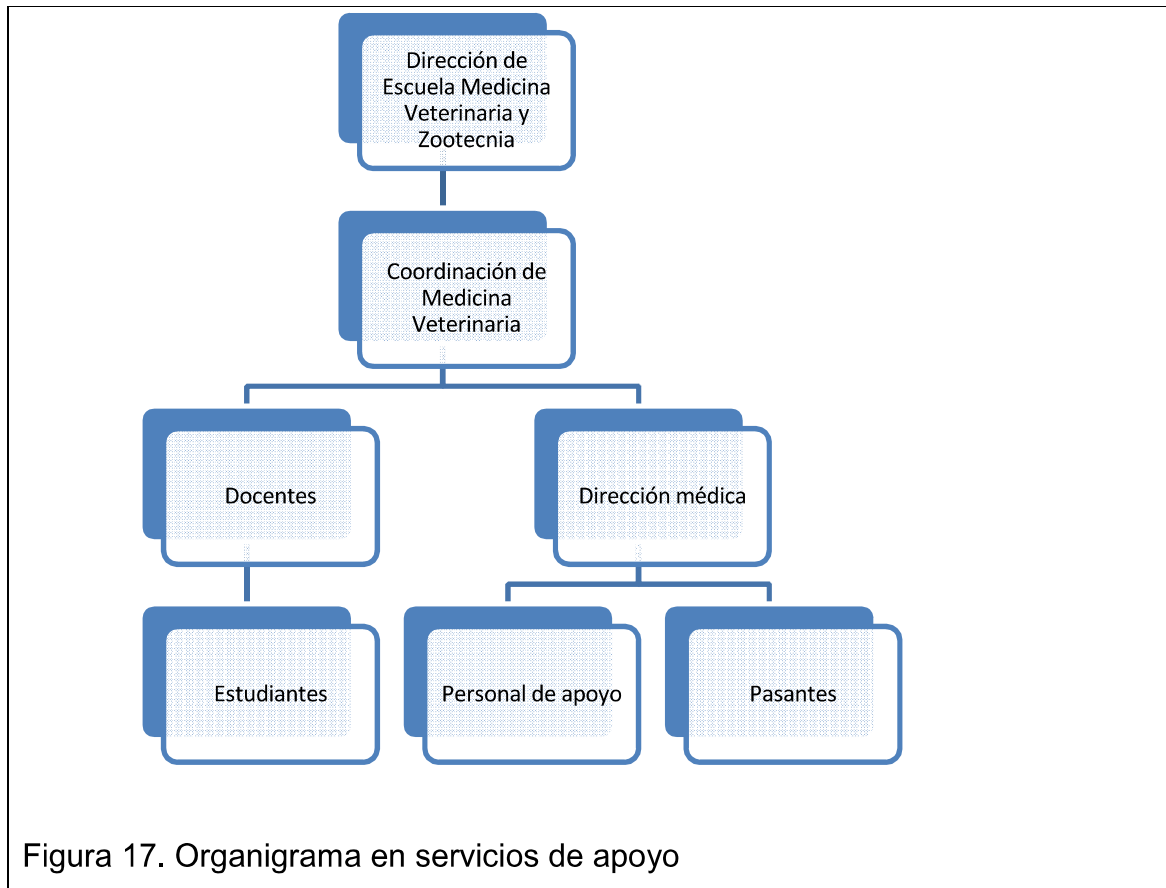 Dirección de
Escuela Medicina
Veterinaria y
Zootecnia
Coordinación de
Medicina
Veterinaria
Docentes
Dirección médica
Estudiantes
Personal de apoyo
Pasantes
Figura 17. Organigrama en servicios de apoyo